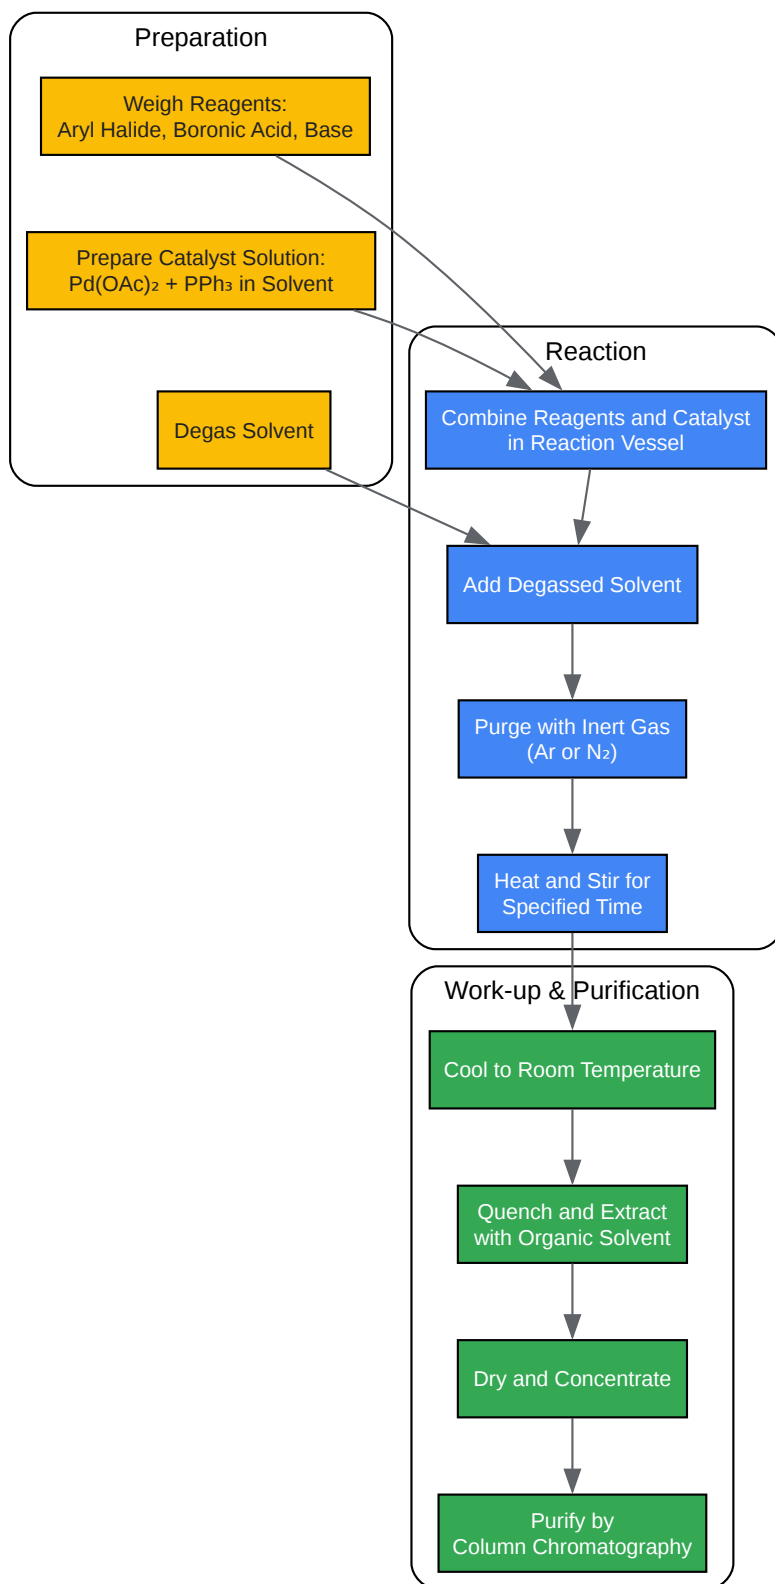 Preparation
Weigh Reagents:
Aryl Halide, Boronic Acid, Base
Prepare Catalyst Solution:
Pd(OAc)₂ + PPh₃ in Solvent
Degas Solvent
Reaction
Combine Reagents and Catalyst
in Reaction Vessel
Add Degassed Solvent
Purge with Inert Gas
(Ar or N₂)
Heat and Stir for
Specified Time
Work-up & Purification
Cool to Room Temperature
Quench and Extract
with Organic Solvent
Dry and Concentrate
Purify by
Column Chromatography